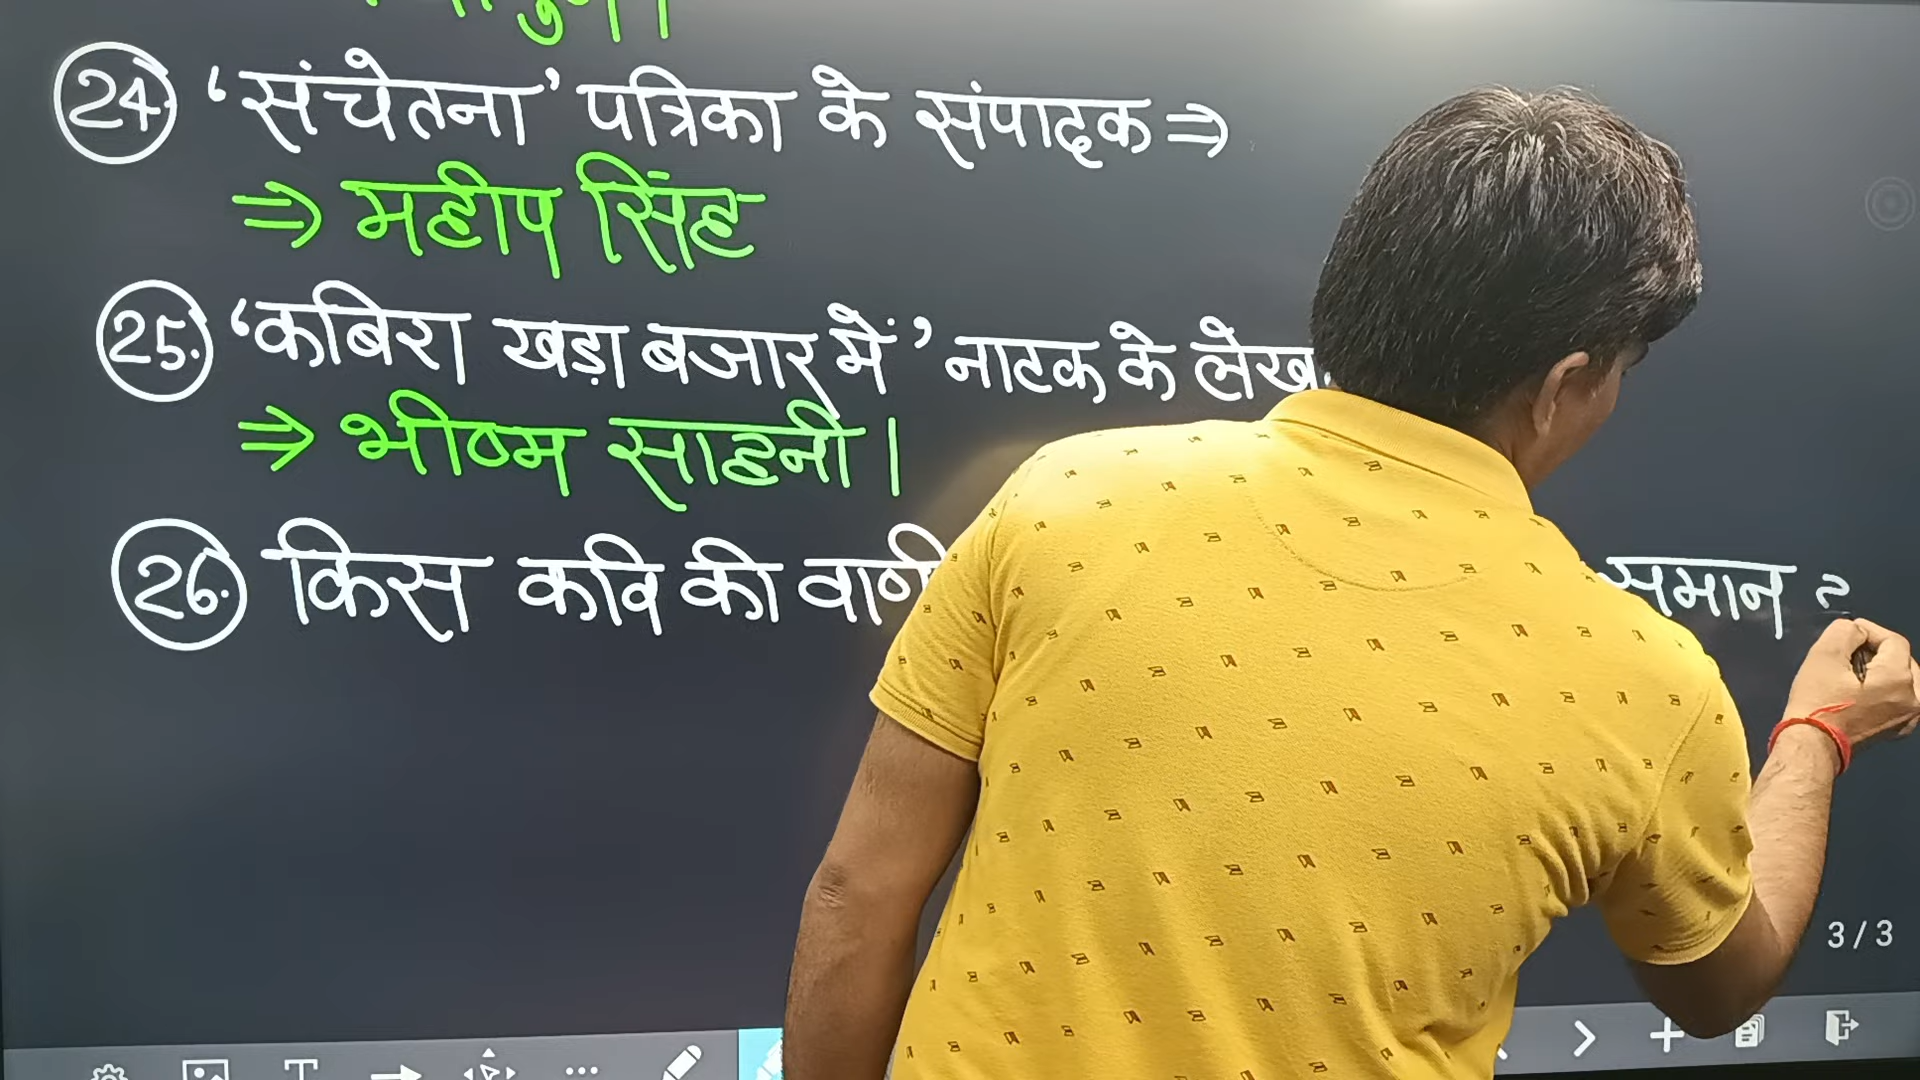 24. 'संचेतना' पत्रिका के संपादक ⇒
⇒ महीप सिंह
25. 'कबिरा खड़ा बजार में' नाटक के
⇒ भीष्म साहनी।
26. किस कवि की समान
3/3